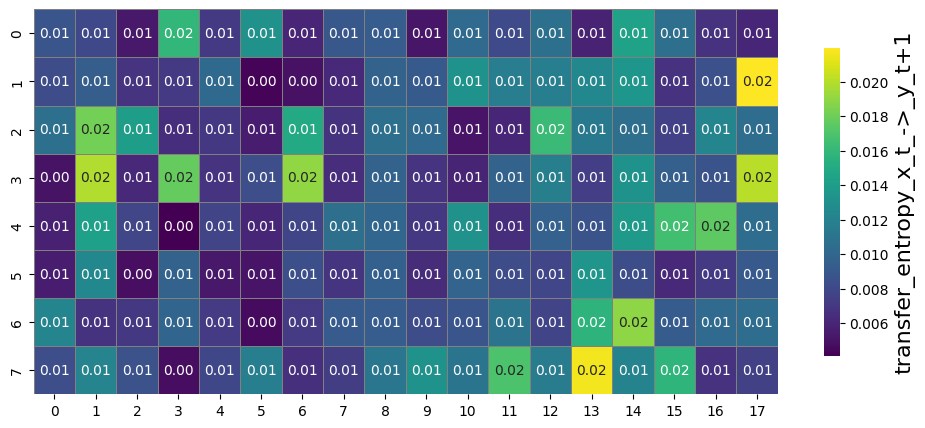 0 0.01 0.01 0.01 0.02 0.01 0.01 0.01 0.01 0.01 0.01 0.01 0.01 0.01 0.01 0.01 0.01 0.01 0.01
1 0.01 0.01 0.01 0.01 0.01 0.00 0.00 0.01 0.01 0.01 0.01 0.01 0.01 0.01 0.01 0.01 0.01 0.02
2 0.01 0.02 0.01 0.01 0.01 0.01 0.01 0.01 0.01 0.01 0.01 0.01 0.02 0.01 0.01 0.01 0.01 0.01
3 0.00 0.02 0.01 0.02 0.01 0.01 0.02 0.01 0.01 0.01 0.01 0.01 0.01 0.01 0.01 0.01 0.01 0.02
4 0.01 0.01 0.01 0.00 0.01 0.01 0.01 0.01 0.01 0.01 0.01 0.01 0.01 0.01 0.01 0.02 0.02 0.01
5 0.01 0.01 0.00 0.01 0.01 0.01 0.01 0.01 0.01 0.01 0.01 0.01 0.01 0.01 0.01 0.01 0.01 0.01
6 0.01 0.01 0.01 0.01 0.01 0.00 0.01 0.01 0.01 0.01 0.01 0.01 0.01 0.02 0.02 0.01 0.01 0.01
7 0.01 0.01 0.01 0.00 0.01 0.01 0.01 0.01 0.01 0.01 0.01 0.02 0.01 0.02 0.01 0.02 0.01 0.01
0 1 2 3 4 5 6 7 8 9 10 11 12 13 14 15 16 17
0.020
0.018
0.016
0.014
0.012
0.010
0.008
0.006
transfer_entropy_x_t_->_y_t+1